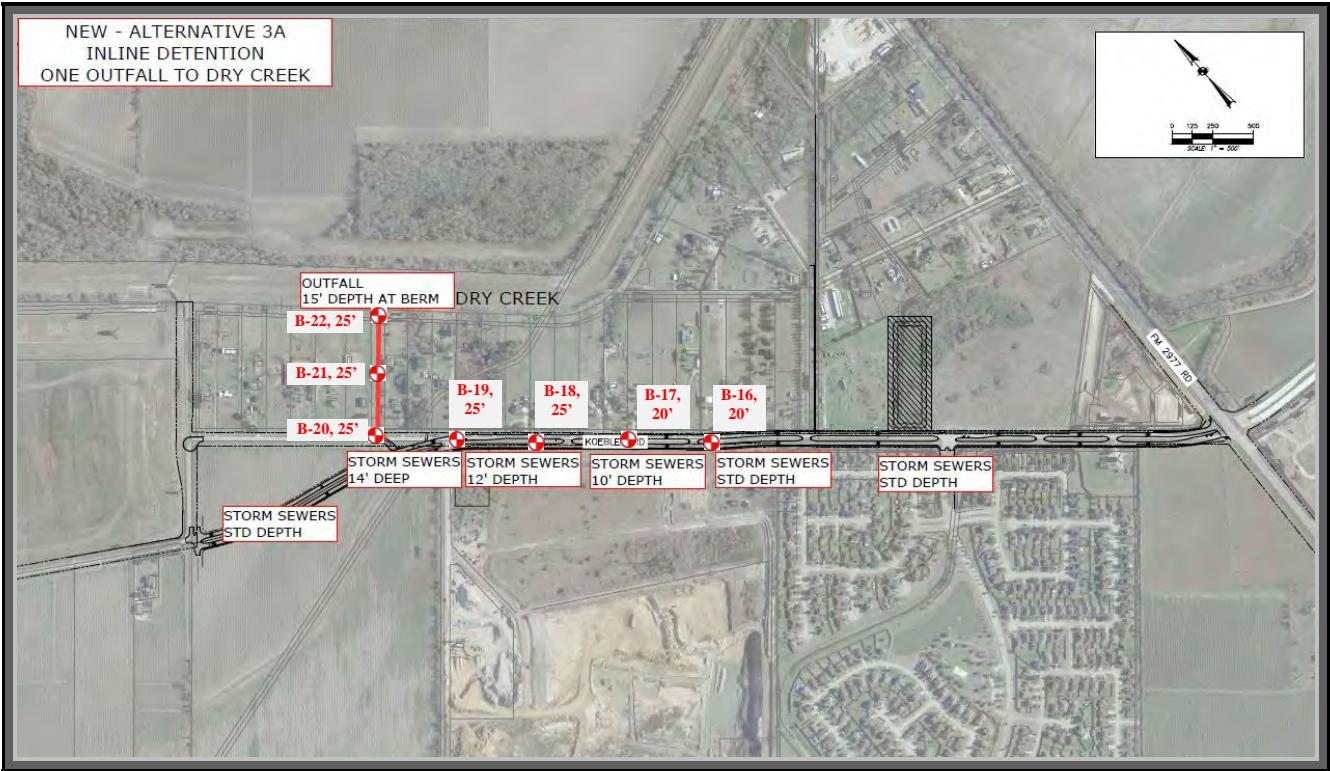 NEW - ALTERNATIVE 3A
INLINE DETENTION
ONE OUTFALL TO DRY CREEK
0 125 250 500
SCALE: 1" = 500'
OUTFALL
15' DEPTH AT BERM
DRY CREEK
B-22, 25’
B-21, 25’
B-20, 25’
B-19,
25’
B-18,
25’
B-17,
20’
B-16,
20’
FM 2977 RD
STORM SEWERS
14' DEEP
STORM SEWERS
12' DEPTH
STORM SEWERS
10' DEPTH
STORM SEWERS
STD DEPTH
STORM SEWERS
STD DEPTH
STORM SEWERS
STD DEPTH